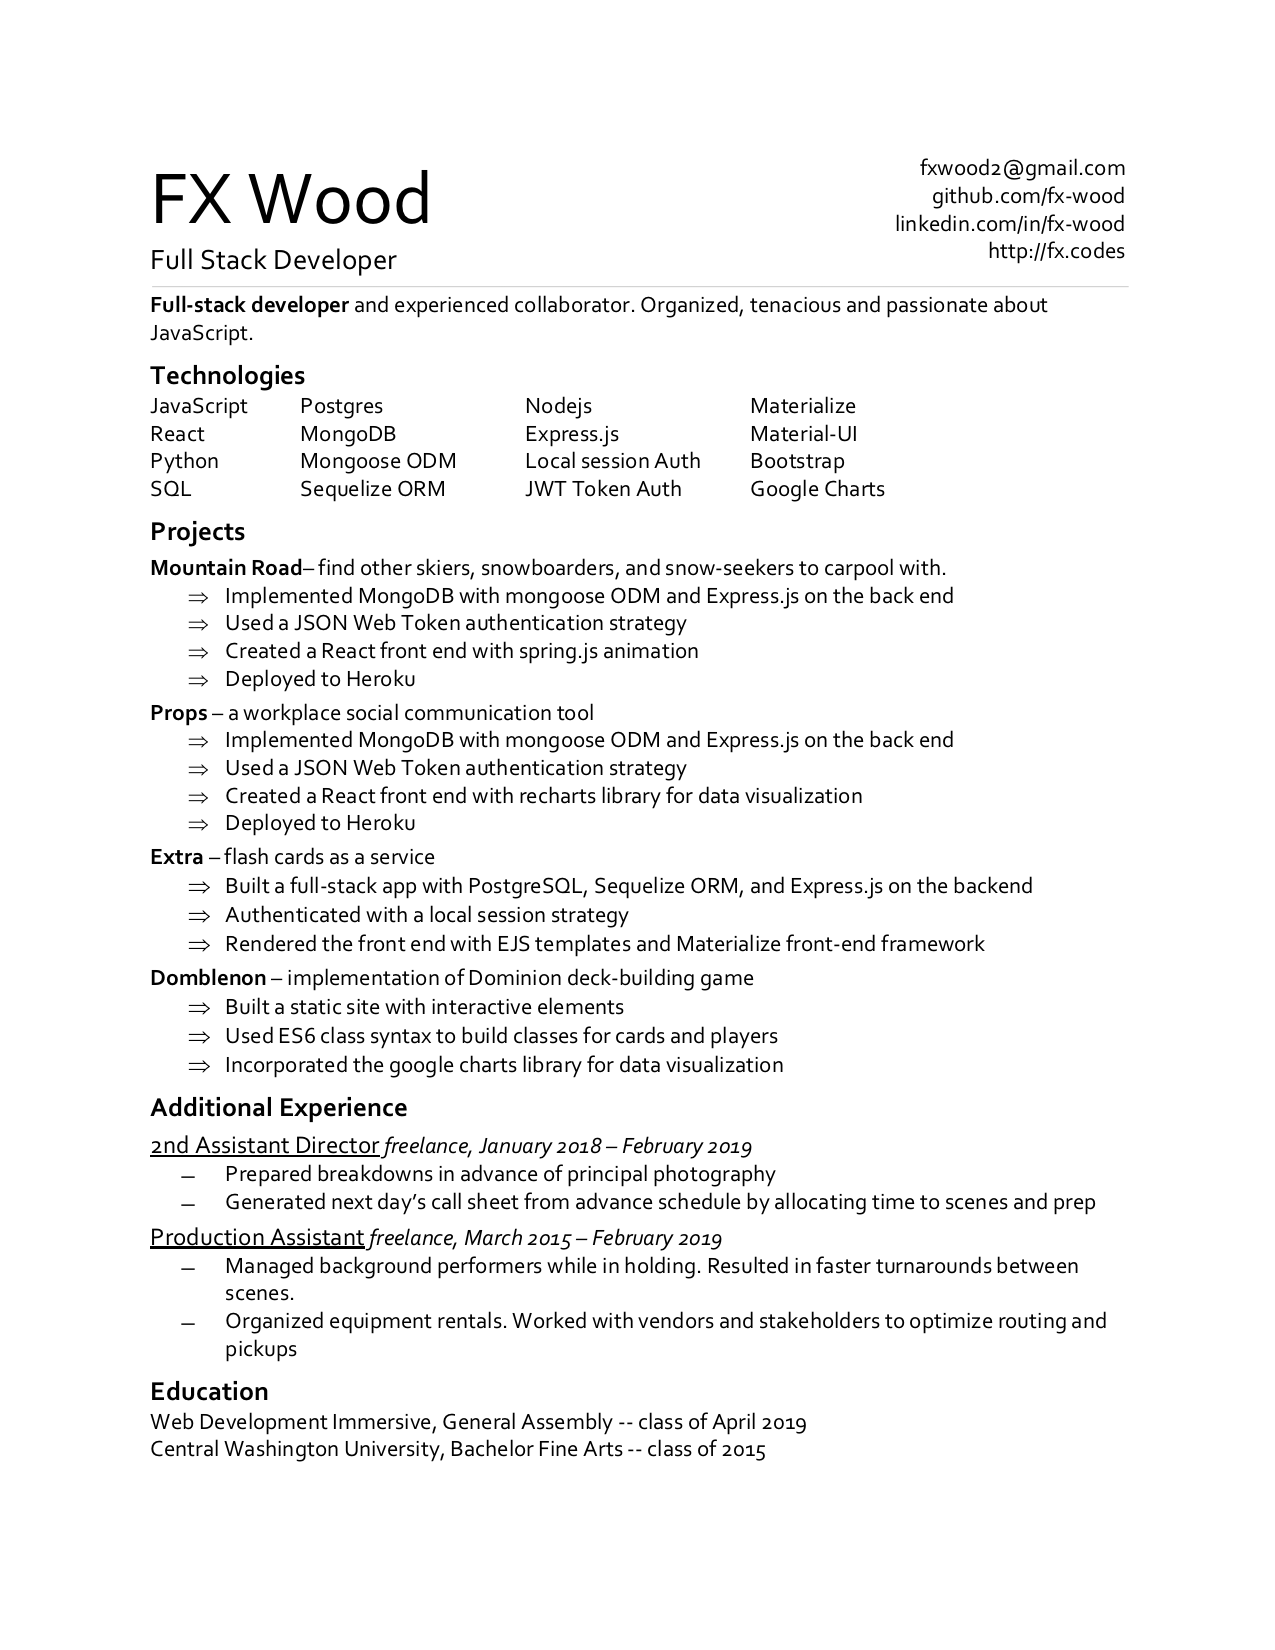 FX Wood
Full Stack Developer
fxwood2@gmail.com
github.com/fx-wood
linkedin.com/in/fx-wood
http://fx.codes
Full-stack developer and experienced collaborator. Organized, tenacious and passionate about
JavaScript.
Technologies
JavaScript Postgres Nodejs Materialize
React MongoDB Express.js Material-UI
Python Mongoose ODM Local session Auth Bootstrap
SQL Sequelize ORM JWT Token Auth Google Charts
Projects
Mountain Road– find other skiers, snowboarders, and snow-seekers to carpool with.
⇒ Implemented MongoDB with mongoose ODM and Express.js on the back end
⇒ Used a JSON Web Token authentication strategy
⇒ Created a React front end with spring.js animation
⇒ Deployed to Heroku
Props – a workplace social communication tool
⇒ Implemented MongoDB with mongoose ODM and Express.js on the back end
⇒ Used a JSON Web Token authentication strategy
⇒ Created a React front end with recharts library for data visualization
⇒ Deployed to Heroku
Extra – flash cards as a service
⇒ Built a full-stack app with PostgreSQL, Sequelize ORM, and Express.js on the backend
⇒ Authenticated with a local session strategy
⇒ Rendered the front end with EJS templates and Materialize front-end framework
Domblenon – implementation of Dominion deck-building game
⇒ Built a static site with interactive elements
⇒ Used ES6 class syntax to build classes for cards and players
⇒ Incorporated the google charts library for data visualization
Additional Experience
2nd Assistant Director freelance, January 2018 – February 2019
– Prepared breakdowns in advance of principal photography
– Generated next day’s call sheet from advance schedule by allocating time to scenes and prep
Production Assistant freelance, March 2015 – February 2019
– Managed background performers while in holding. Resulted in faster turnarounds between
scenes.
– Organized equipment rentals. Worked with vendors and stakeholders to optimize routing and
pickups
Education
Web Development Immersive, General Assembly -- class of April 2019
Central Washington University, Bachelor Fine Arts -- class of 2015